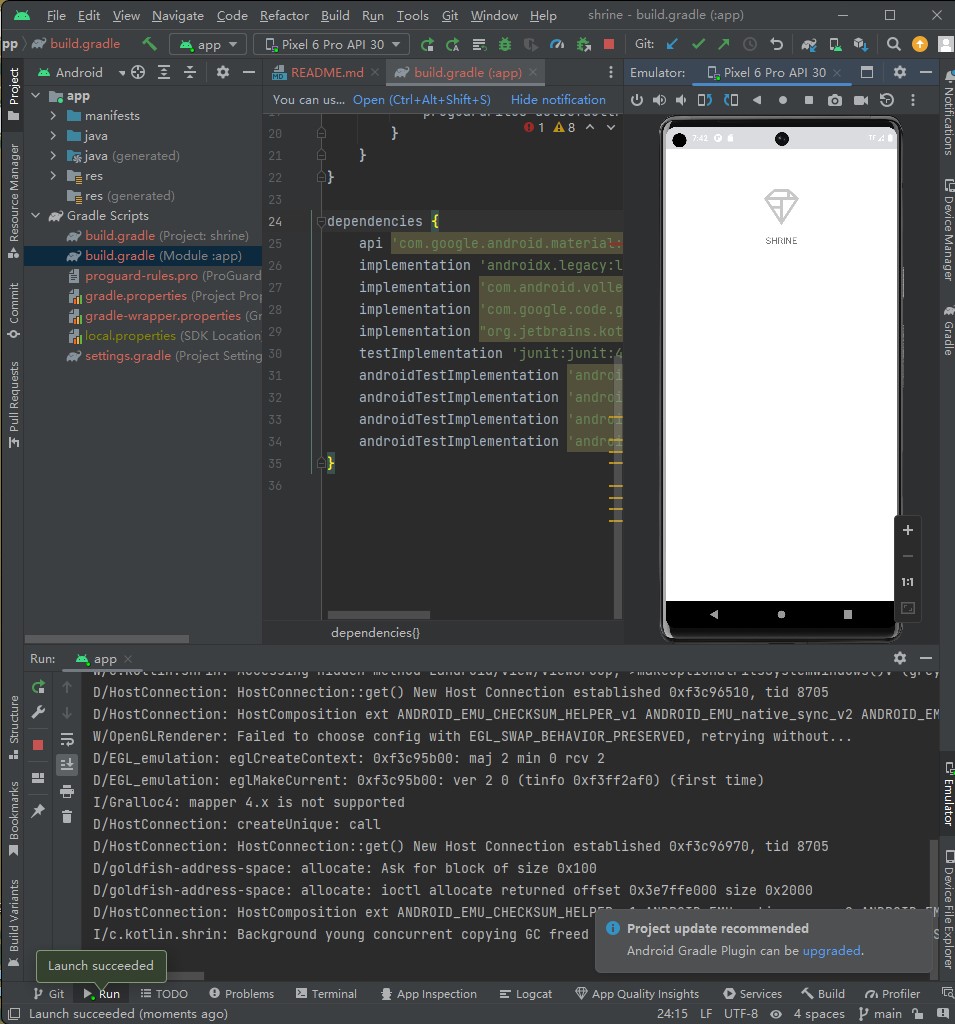 File Edit View Navigate Code Refactor Build Run Tools Git Window Help shrine - build.gradle (:app)
pp build.gradle app Pixel 6 Pro API 30 Git:
Android
README.md build.gradle (:app)
Emulator: Pixel 6 Pro API 30
You can us... Open (Ctrl+Alt+Shift+S) Hide notification
Project
Resource Manager
Commit
Pull Requests
Structure
Bookmarks
Build Variants
app
manifests
java
java (generated)
res
res (generated)
Gradle Scripts
build.gradle (Project: shrine)
build.gradle (Module :app)
proguard-rules.pro (ProGuard
gradle.properties (Project Prop
gradle-wrapper.properties (Gr
local.properties (SDK Location
settings.gradle (Project Setting
1 8
20 }
21 }
22 }
23
24 dependencies {
25 api 'com.google.android.material:
26 implementation 'androidx.legacy:l
27 implementation 'com.android.volle
28 implementation 'com.google.code.g
29 implementation "org.jetbrains.kot
30 testImplementation 'junit:junit:4
31 androidTestImplementation 'androi
32 androidTestImplementation 'androi
33 androidTestImplementation 'androi
34 androidTestImplementation 'androi
35 }
36
dependencies{}
7:42
SHRINE
1:1
Notifications
Device Manager
Gradle
Emulator
Device File Explorer
Run: app
W/c.kotlin.shrin: Accessing hidden method Landroid/view/ViewGroup;->makeOptionalFitsSystemWindows()V (grey
D/HostConnection: HostConnection::get() New Host Connection established 0xf3c96510, tid 8705
D/HostConnection: HostComposition ext ANDROID_EMU_CHECKSUM_HELPER_v1 ANDROID_EMU_native_sync_v2 ANDROID_EM
W/OpenGLRenderer: Failed to choose config with EGL_SWAP_BEHAVIOR_PRESERVED, retrying without...
D/EGL_emulation: eglCreateContext: 0xf3c95b00: maj 2 min 0 rcv 2
D/EGL_emulation: eglMakeCurrent: 0xf3c95b00: ver 2 0 (tinfo 0xf3ff2af0) (first time)
I/Gralloc4: mapper 4.x is not supported
D/HostConnection: createUnique: call
D/HostConnection: HostConnection::get() New Host Connection established 0xf3c96970, tid 8705
D/goldfish-address-space: allocate: Ask for block of size 0x100
D/goldfish-address-space: allocate: ioctl allocate returned offset 0x3e7ffe000 size 0x2000
D/HostConnection: HostComposition ext
I/c.kotlin.shrin: Background young concurrent copying GC freed
Project update recommended
Android Gradle Plugin can be upgraded.
Launch succeeded
Git Run TODO Problems Terminal App Inspection Logcat App Quality Insights Services Build Profiler
Launch succeeded (moments ago) 24:15 LF UTF-8 4 spaces main